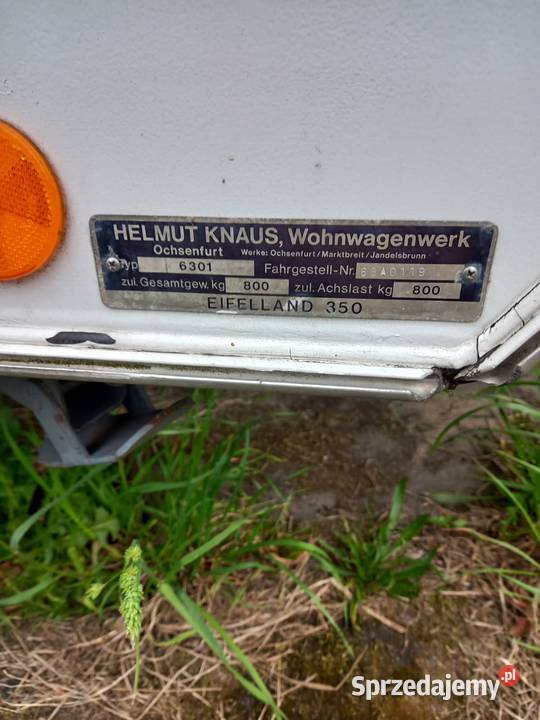 HELMUT KNAUS, Wohnwagenwerk
Ochsenfurt Werke: Ochsenfurt/Marktbreit/Jandelsbrunn
Typ 6301 Fahrgestell-Nr.
zul. Gesamtgew. kg 800 zul. Achslast kg 800
EIFELLAND 350
Sprzedajemy.pl